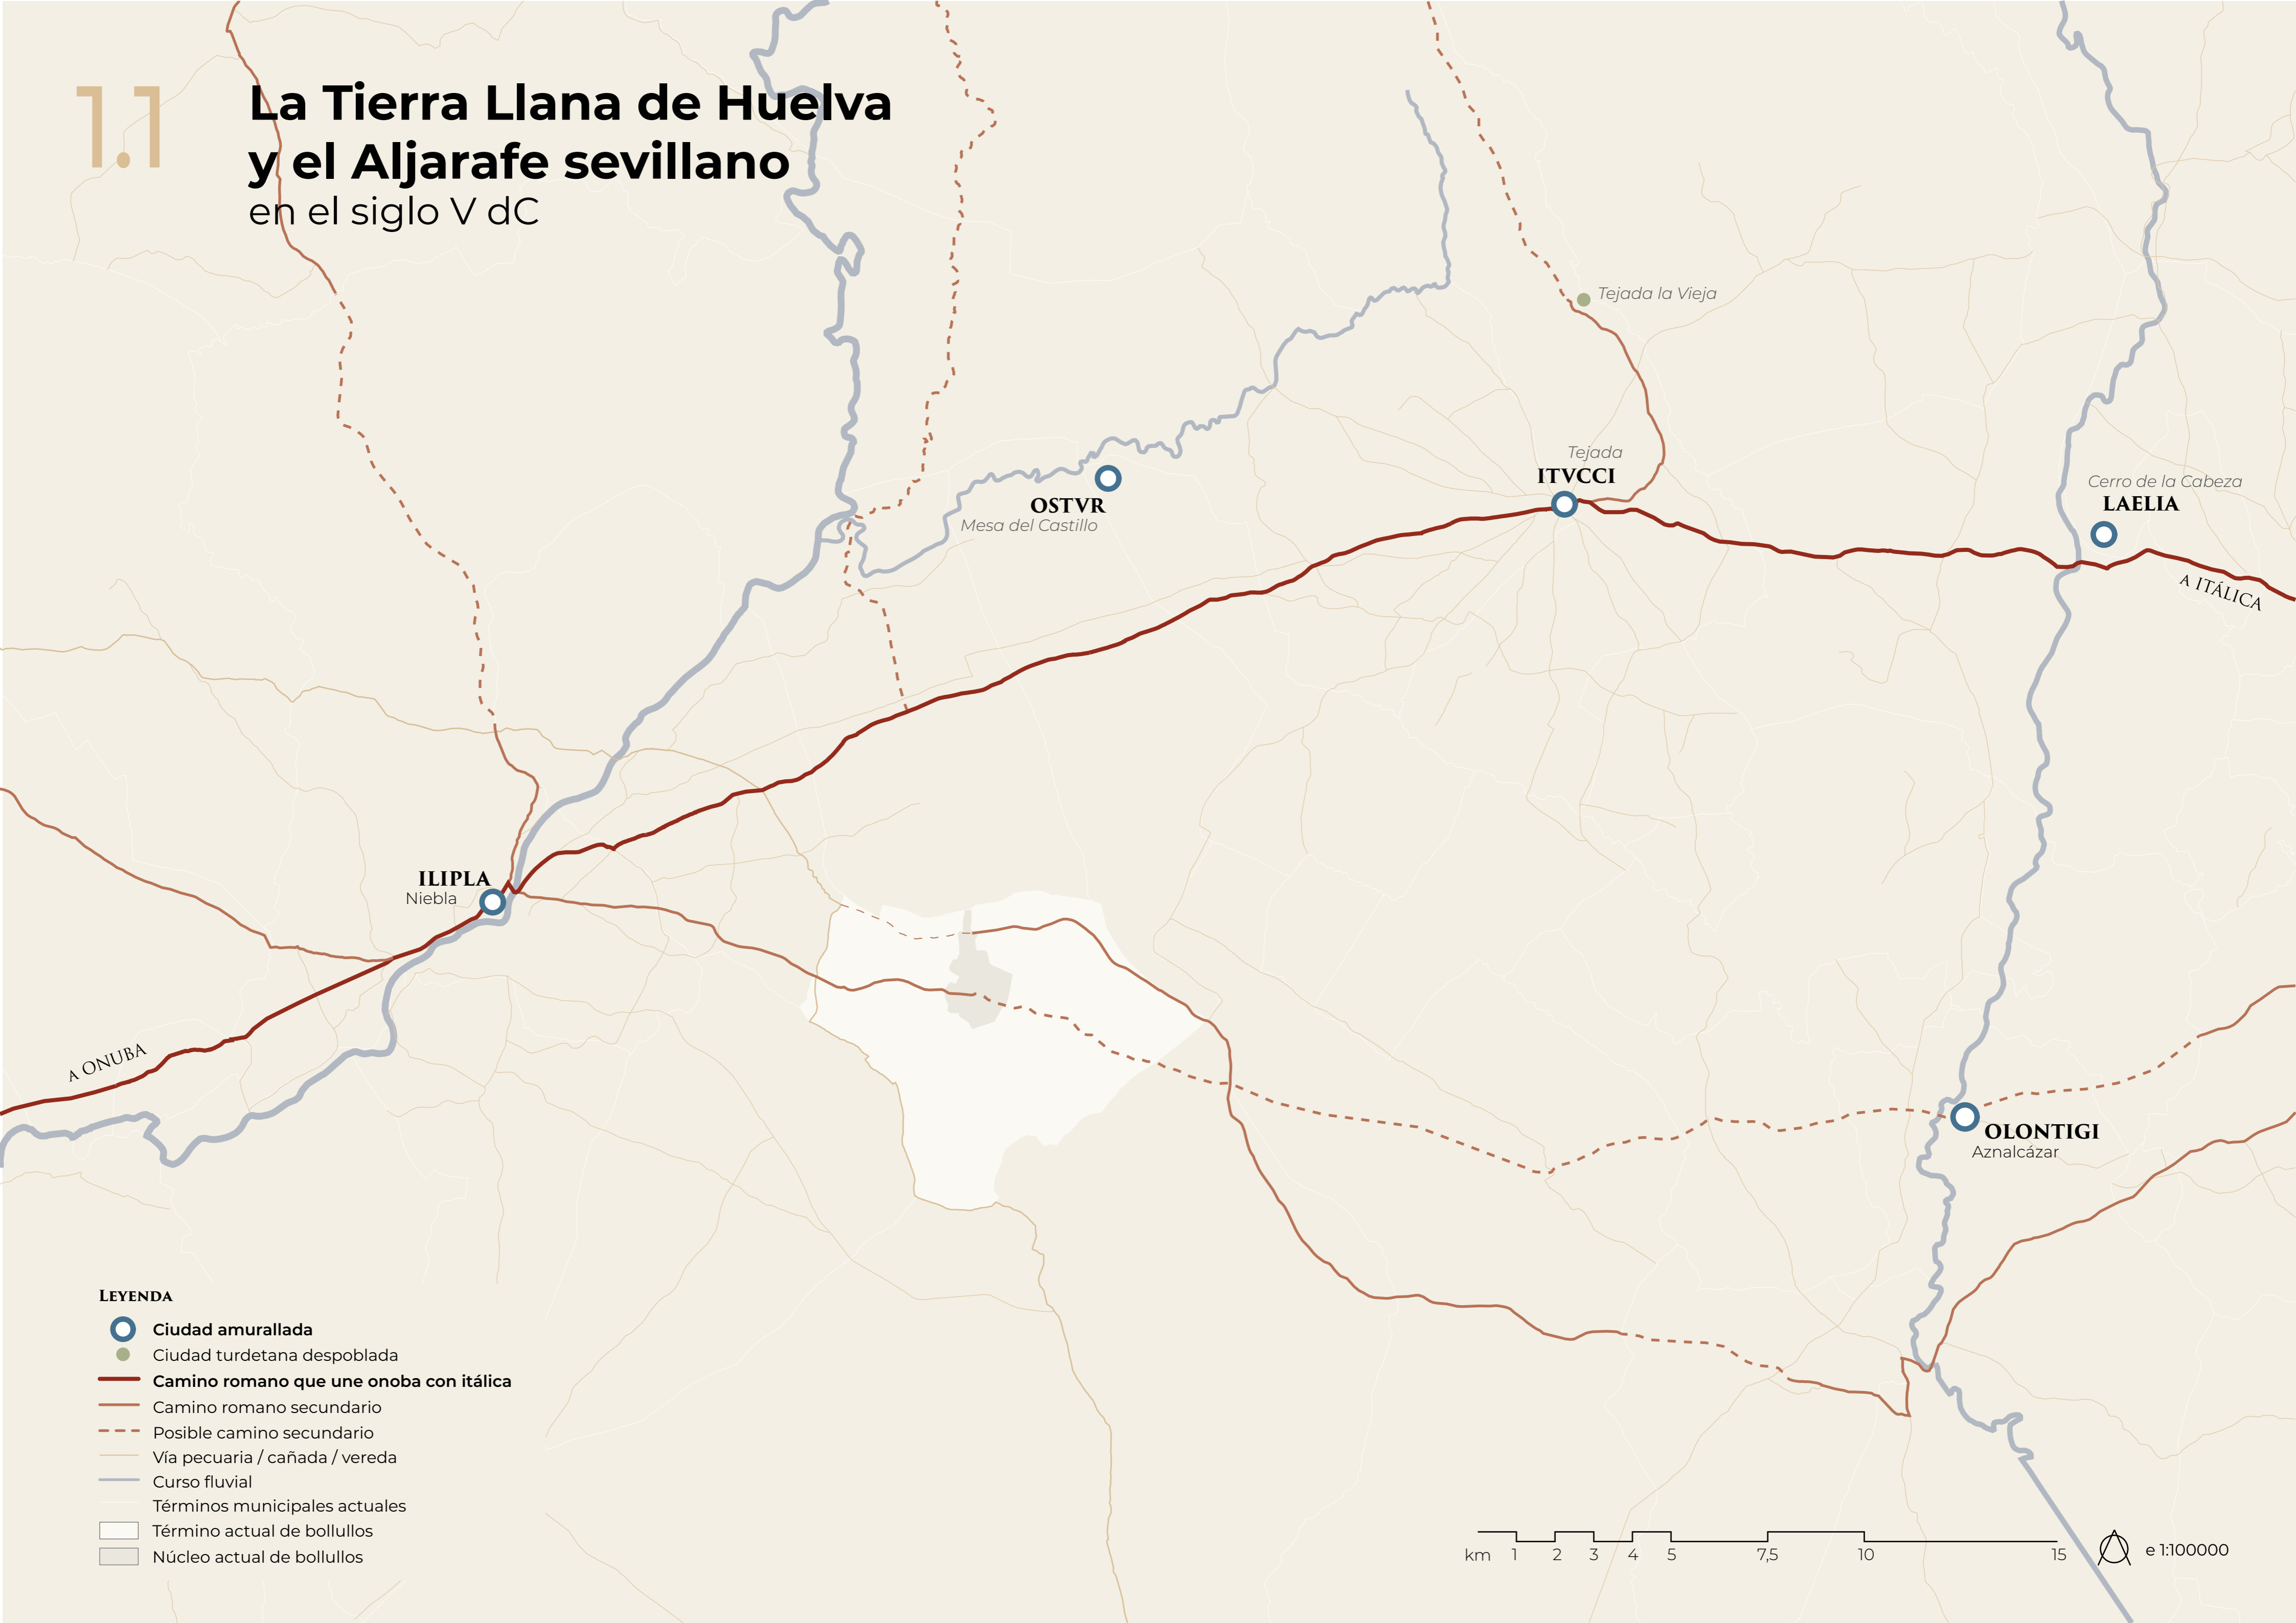 1.1
La Tierra Llana de Huelva
y el Aljarafe sevillano
en el siglo V dC
Tejada la Vieja
Tejada
ITVCCI
Cerro de la Cabeza
LAELIA
OSTVR
Mesa del Castillo
A ITÁLICA
ILIPLA
Niebla
A ONUBA
OLONTIGI
Aznalcázar
LEYENDA
Ciudad amurallada
Ciudad turdetana despoblada
Camino romano que une onoba con itálica
Camino romano secundario
Posible camino secundario
Vía pecuaria / cañada / vereda
Curso fluvial
Términos municipales actuales
Término actual de bollullos
Núcleo actual de bollullos
km 1 2 3 4 5 7,5 10 15
e 1:100000